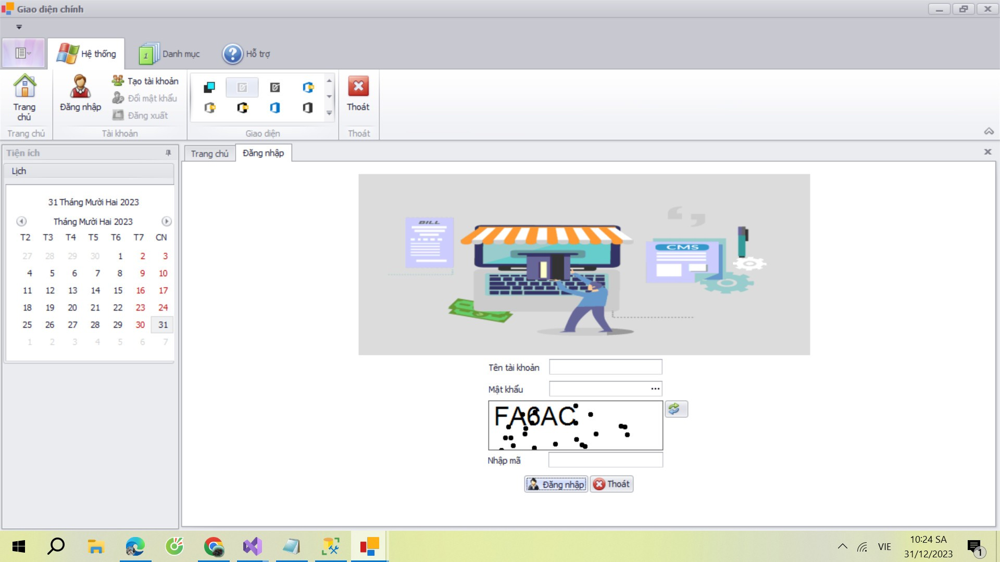 Giao diện chính
Hệ thống
1
Danh mục
Hỗ trợ
Trang chủ
Đăng nhập
Tạo tài khoản
Đổi mật khẩu
Đăng xuất
Thoát
Trang chủ
Tài khoản
Giao diện
Thoát
Tiện ích
Trang chủ
Đăng nhập
Lịch
31 Tháng Mười Hai 2023
Tháng Mười Hai 2023
T2 T3 T4 T5 T6 T7 CN
27 28 29 30 1 2 3
4 5 6 7 8 9 10
11 12 13 14 15 16 17
18 19 20 21 22 23 24
25 26 27 28 29 30 31
1 2 3 4 5 6 7
BILL
CMS
Tên tài khoản
Mật khẩu
FA6AC
Nhập mã
Đăng nhập
Thoát
VIE
10:24 SA
31/12/2023
1